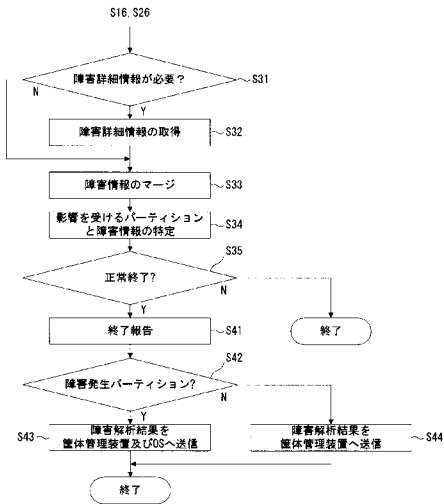 S16, S26
障害詳細情報が必要？
S31
N
Y
障害詳細情報の取得
S32
障害情報のマージ
S33
影響を受けるパーティション
と障害情報の特定
S34
S35
正常終了？
N
Y
終了報告
S41
終了
S42
障害発生パーティション？
N
Y
S43
障害解析結果を
筐体管理装置及びOSへ送信
障害解析結果を
筐体管理装置へ送信
S44
終了